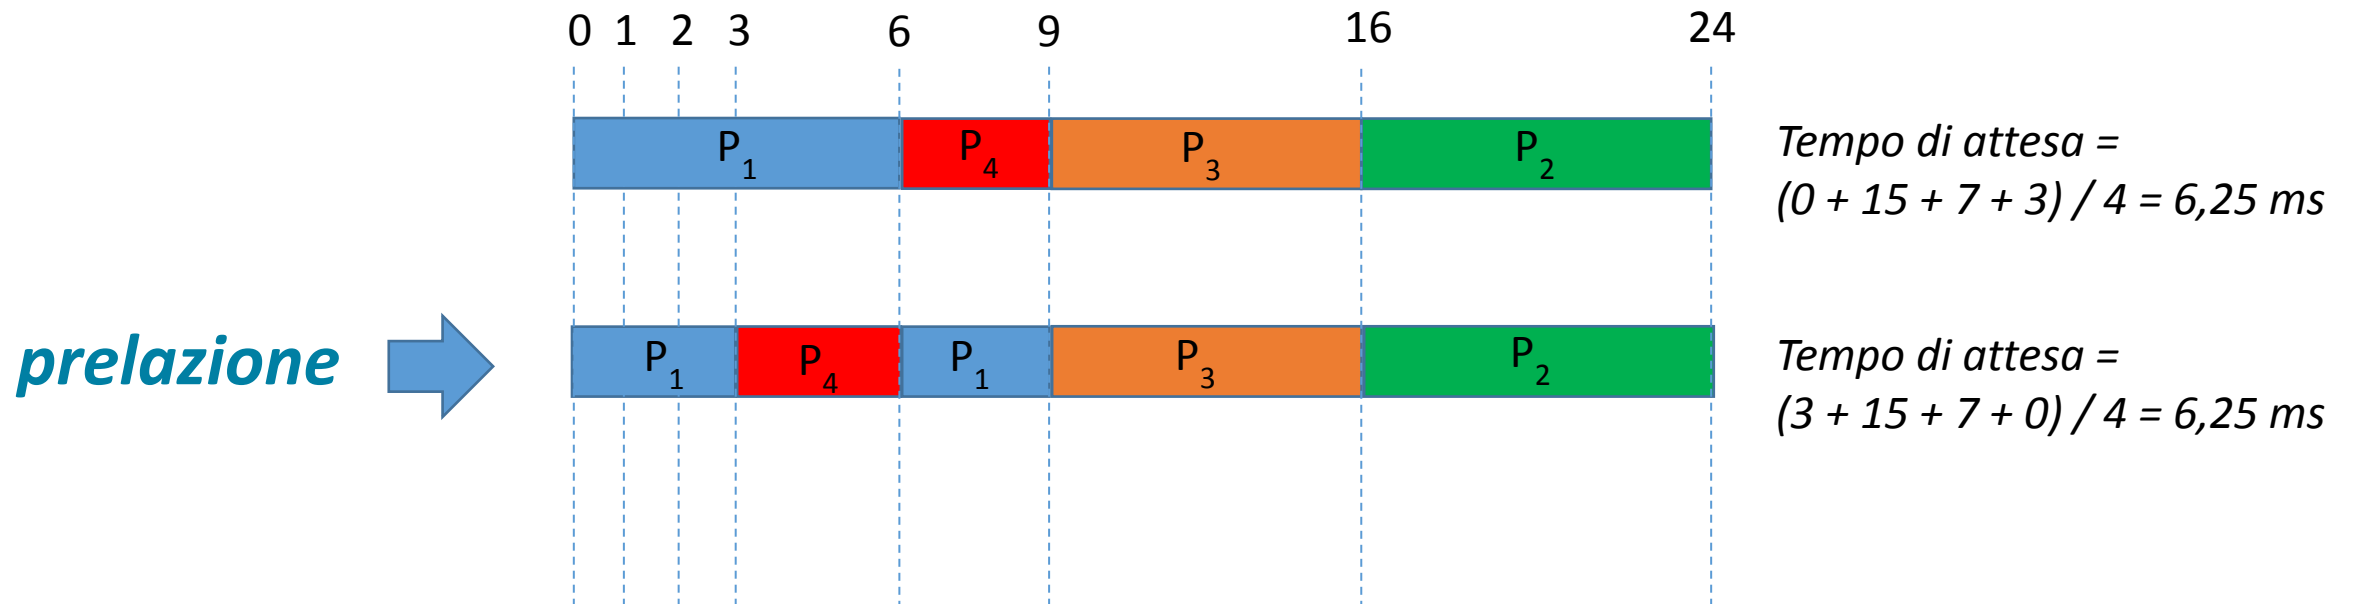 0 1 2 3 6 9 16 24
P1 P4 P3 P2
Tempo di attesa =
(0 + 15 + 7 + 3) / 4 = 6,25 ms
prelazione
P1 P4 P1 P3 P2
Tempo di attesa =
(3 + 15 + 7 + 0) / 4 = 6,25 ms